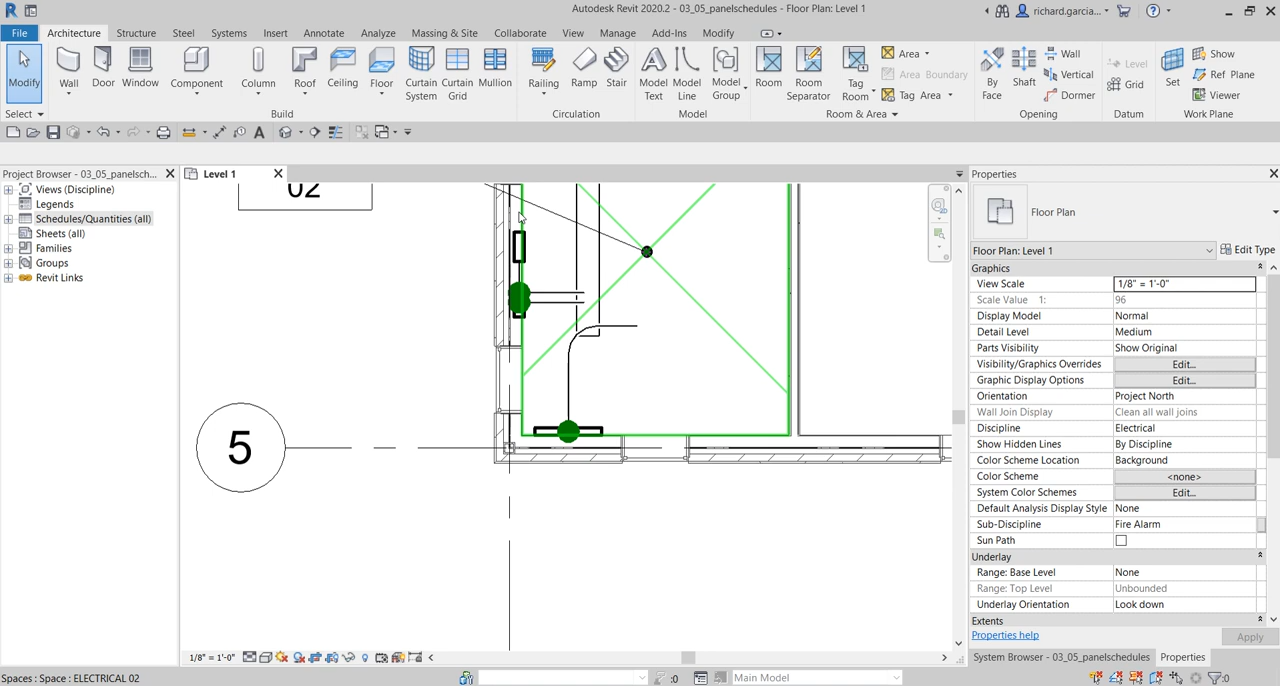 Autodesk Revit 2020.2 - 03_05_panelschedules - Floor Plan: Level 1
richard.garcia...
File Architecture Structure Steel Systems Insert Annotate Analyze Massing & Site Collaborate View Manage Add-Ins Modify
Modify Wall Door Window Component Column Roof Ceiling Floor Curtain System Curtain Grid Mullion Railing Ramp Stair Model Text Model Line Model Group Room Room Separator Tag Room
Area
Area Boundary
Tag Area
By Face Shaft
Wall
Vertical
Dormer
Level
Grid
Set
Show
Ref Plane
Viewer
Select Build Circulation Model Room & Area Opening Datum Work Plane
Project Browser - 03_05_panelsch...
Views (Discipline)
Legends
Schedules/Quantities (all)
Sheets (all)
Families
Groups
Revit Links
Level 1
02
5
Properties
Floor Plan
Floor Plan: Level 1 Edit Type
Graphics
View Scale 1/8" = 1'-0"
Scale Value 1: 96
Display Model Normal
Detail Level Medium
Parts Visibility Show Original
Visibility/Graphics Overrides Edit...
Graphic Display Options Edit...
Orientation Project North
Wall Join Display Clean all wall joins
Discipline Electrical
Show Hidden Lines By Discipline
Color Scheme Location Background
Color Scheme <none>
System Color Schemes Edit...
Default Analysis Display Style None
Sub-Discipline Fire Alarm
Sun Path
Underlay
Range: Base Level None
Range: Top Level Unbounded
Underlay Orientation Look down
Extents
Properties help Apply
System Browser - 03_05_panelschedules Properties
1/8" = 1'-0"
Spaces : Space : ELECTRICAL 02
:0
Main Model
:0